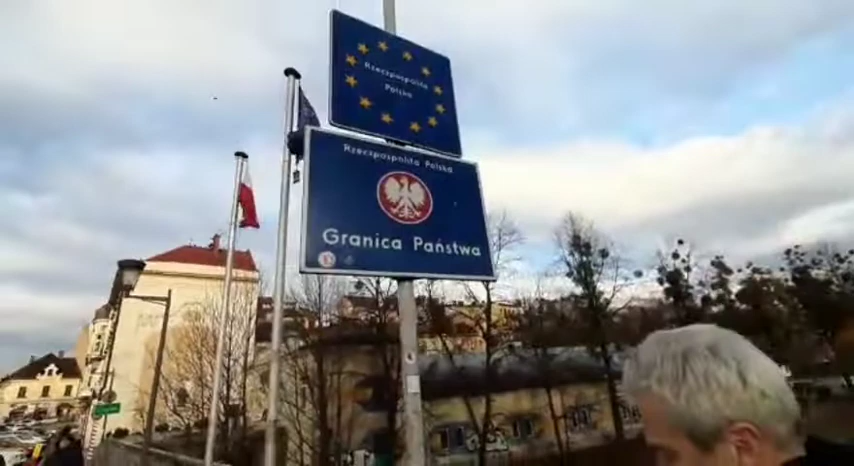 Rzeczpospolita
Polska
Rzeczpospolita Polska
Granica Państwa